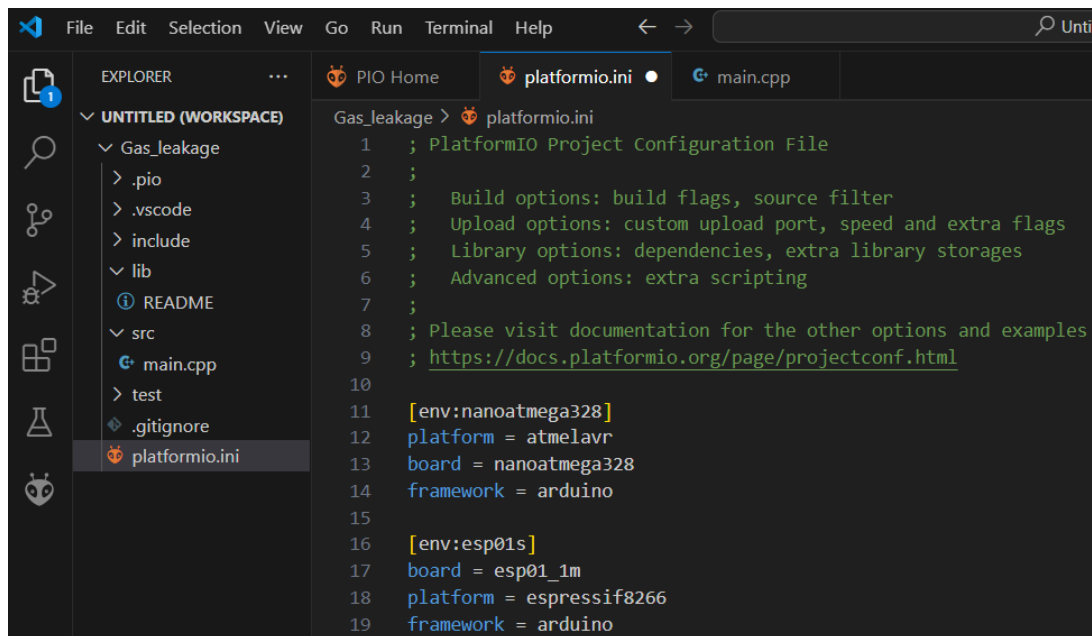 File Edit Selection View Go Run Terminal Help ← → Unti
EXPLORER ...
PIO Home platformio.ini ● main.cpp
1
UNTITLED (WORKSPACE)
Gas_leakage
.pio
.vscode
include
lib
README
src
main.cpp
test
.gitignore
platformio.ini
Gas_leakage > platformio.ini
1 ; PlatformIO Project Configuration File
2 ;
3 ;   Build options: build flags, source filter
4 ;   Upload options: custom upload port, speed and extra flags
5 ;   Library options: dependencies, extra library storages
6 ;   Advanced options: extra scripting
7 ;
8 ; Please visit documentation for the other options and examples
9 ; https://docs.platformio.org/page/projectconf.html
10
11 [env:nanoatmega328]
12 platform = atmelavr
13 board = nanoatmega328
14 framework = arduino
15
16 [env:esp01s]
17 board = esp01_1m
18 platform = espressif8266
19 framework = arduino